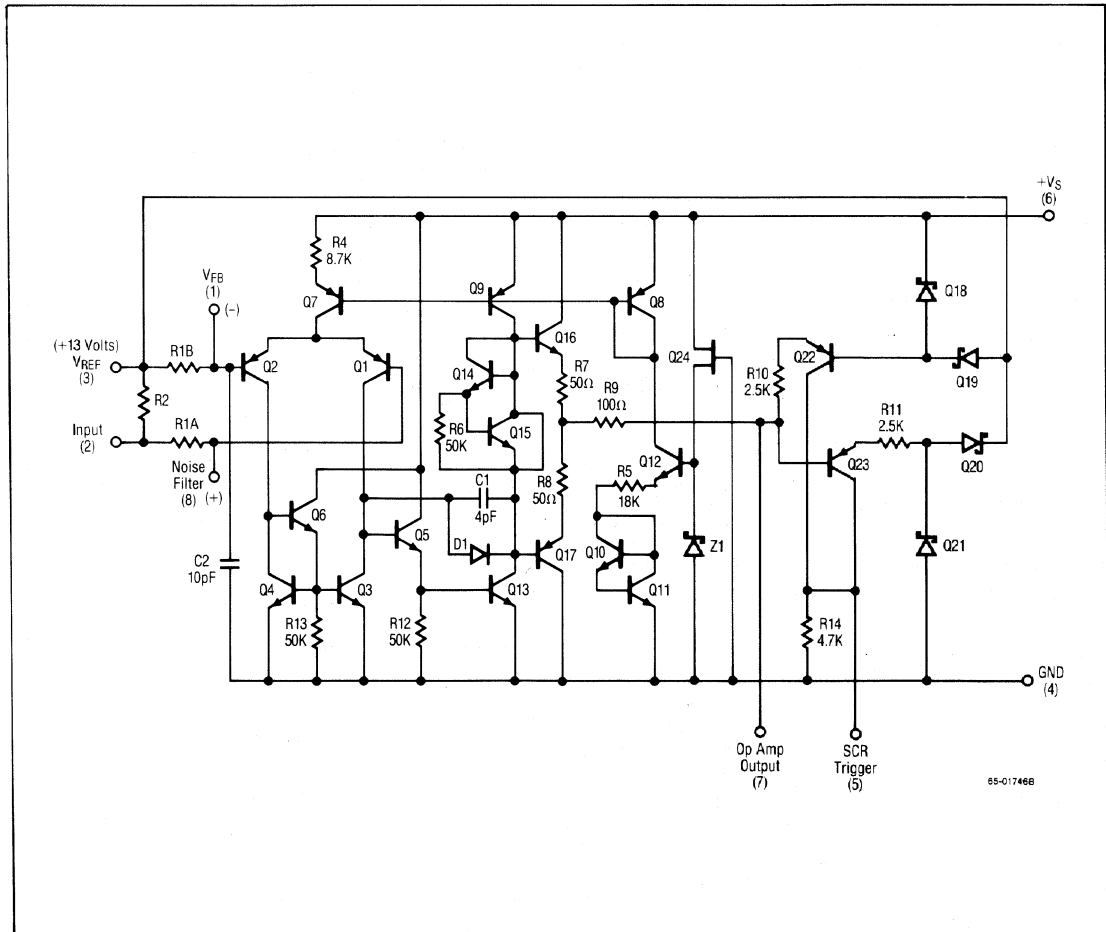 +VS
(6)
R4
8.7K
VFB
(1)
(−)
Q7
Q9
Q8
Q18
Q16
(+13 Volts)
VREF
(3)
R1B
Q2
Q1
Q14
R7
50Ω
Q24
Q22
Q19
R10
2.5K
R9
100Ω
R2
R6
50K
Q15
R11
2.5K
Input
(2)
R1A
Q12
Q23
Q20
Noise
Filter
(8) (+)
C1
4pF
R8
50Ω
R5
18K
Q6
Q5
D1
Q17
Q10
Z1
Q21
C2
10pF
Q4
Q3
Q13
Q11
R13
50K
R12
50K
R14
4.7K
GND
(4)
Op Amp
Output
(7)
SCR
Trigger
(5)
65-01746B